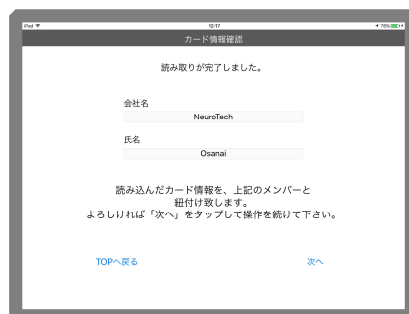 iPad
12:17
78%
カード情報確認
読み取りが完了しました。
会社名
NeuroTech
氏名
Osanai
読み込んだカード情報を、上記のメンバーと
紐付け致します。
よろしければ「次へ」をタップして操作を続けて下さい。
TOPへ戻る
次へ